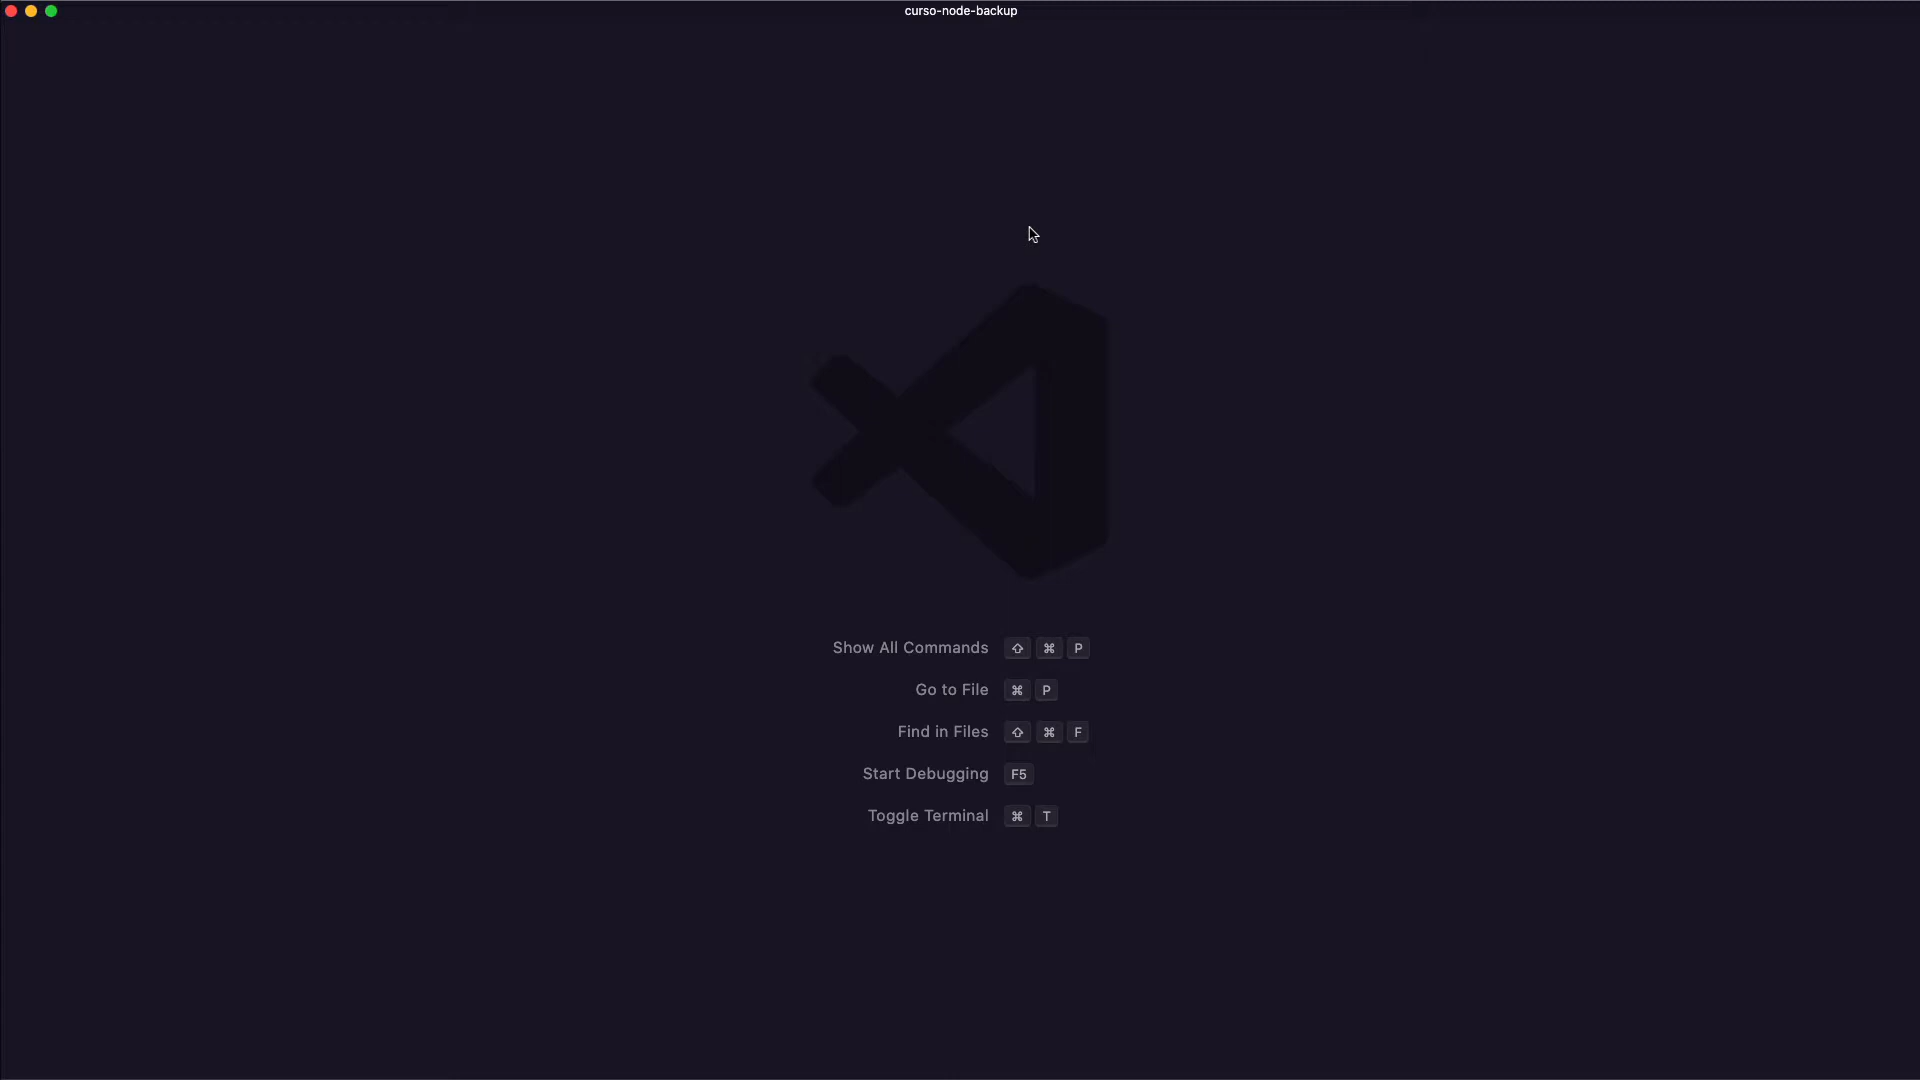 curso-node-backup
Show All Commands ⇧ ⌘ P
Go to File ⌘ P
Find in Files ⇧ ⌘ F
Start Debugging F5
Toggle Terminal ⌘ T